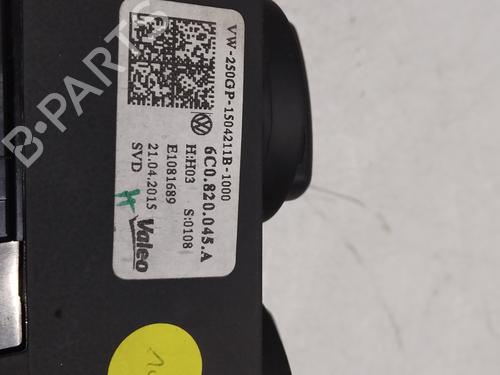 VW-250GP-1504211B-1000
6C0.820.045.A
H:H03 S:0108
E1081689
21.04.2015
SVD
Valeo
B-PARTS